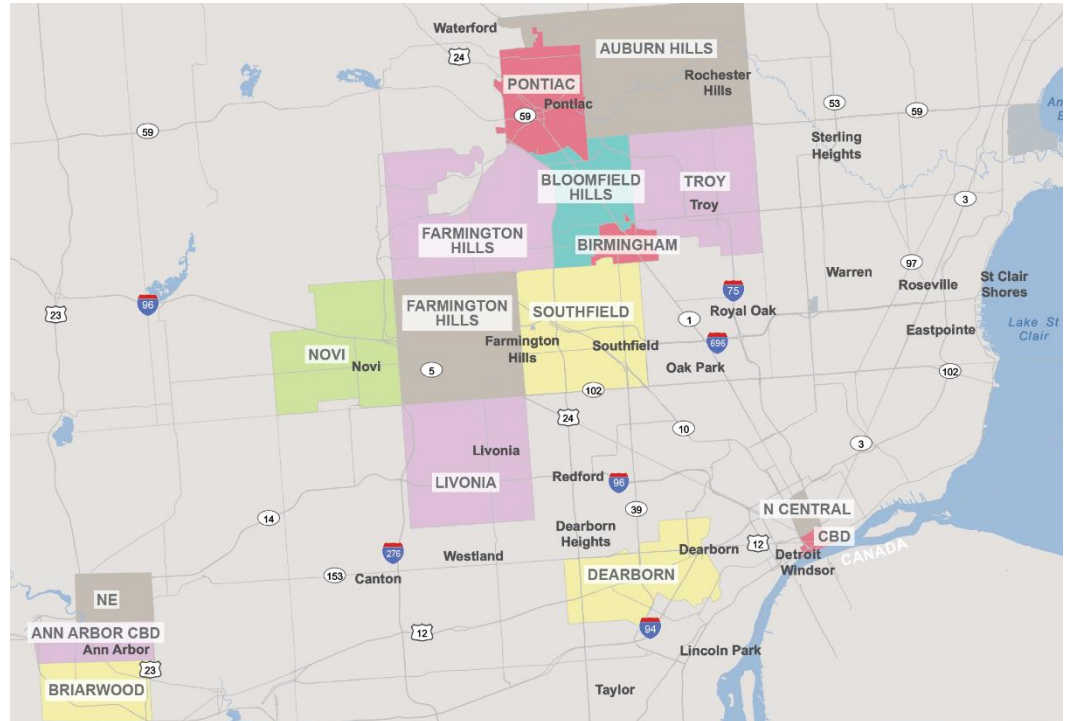 Waterford
24
AUBURN HILLS
PONTIAC
Rochester
Hills
Pontiac
59
53
59
An
59
Sterling
Heights
BLOOMFIELD
HILLS
TROY
Troy
3
FARMINGTON
HILLS
BIRMINGHAM
97
Warren
Roseville
St Clair
Shores
96
23
75
Royal Oak
FARMINGTON
HILLS
SOUTHFIELD
1
Eastpointe
Lake St
Clair
Farmington
Hills
Southfield
696
NOVI
Novi
5
Oak Park
102
102
24
10
3
Livonia
Redford
96
LIVONIA
39
N CENTRAL
14
Dearborn
Heights
CBD
12
Detroit
CANADA
276
Westland
Dearborn
Windsor
153
Canton
DEARBORN
NE
94
12
ANN ARBOR CBD
Ann Arbor
Lincoln Park
23
BRIARWOOD
Taylor